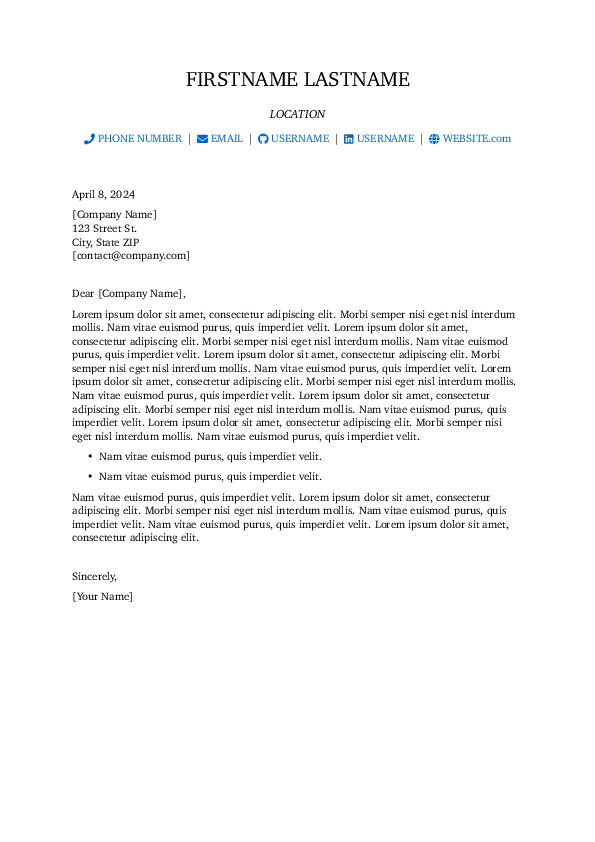 FIRSTNAME LASTNAME
LOCATION
PHONE NUMBER | EMAIL | USERNAME | USERNAME | WEBSITE.com
April 8, 2024
[Company Name]
123 Street St.
City, State ZIP
[contact@company.com]
Dear [Company Name],
Lorem ipsum dolor sit amet, consectetur adipiscing elit. Morbi semper nisi eget nisl interdum
mollis. Nam vitae euismod purus, quis imperdiet velit. Lorem ipsum dolor sit amet,
consectetur adipiscing elit. Morbi semper nisi eget nisl interdum mollis. Nam vitae euismod
purus, quis imperdiet velit. Lorem ipsum dolor sit amet, consectetur adipiscing elit. Morbi
semper nisi eget nisl interdum mollis. Nam vitae euismod purus, quis imperdiet velit. Lorem
ipsum dolor sit amet, consectetur adipiscing elit. Morbi semper nisi eget nisl interdum mollis.
Nam vitae euismod purus, quis imperdiet velit. Lorem ipsum dolor sit amet, consectetur
adipiscing elit. Morbi semper nisi eget nisl interdum mollis. Nam vitae euismod purus, quis
imperdiet velit. Lorem ipsum dolor sit amet, consectetur adipiscing elit. Morbi semper nisi
eget nisl interdum mollis. Nam vitae euismod purus, quis imperdiet velit.
• Nam vitae euismod purus, quis imperdiet velit.
• Nam vitae euismod purus, quis imperdiet velit.
Nam vitae euismod purus, quis imperdiet velit. Lorem ipsum dolor sit amet, consectetur
adipiscing elit. Morbi semper nisi eget nisl interdum mollis. Nam vitae euismod purus, quis
imperdiet velit. Nam vitae euismod purus, quis imperdiet velit. Lorem ipsum dolor sit amet,
consectetur adipiscing elit.
Sincerely,
[Your Name]